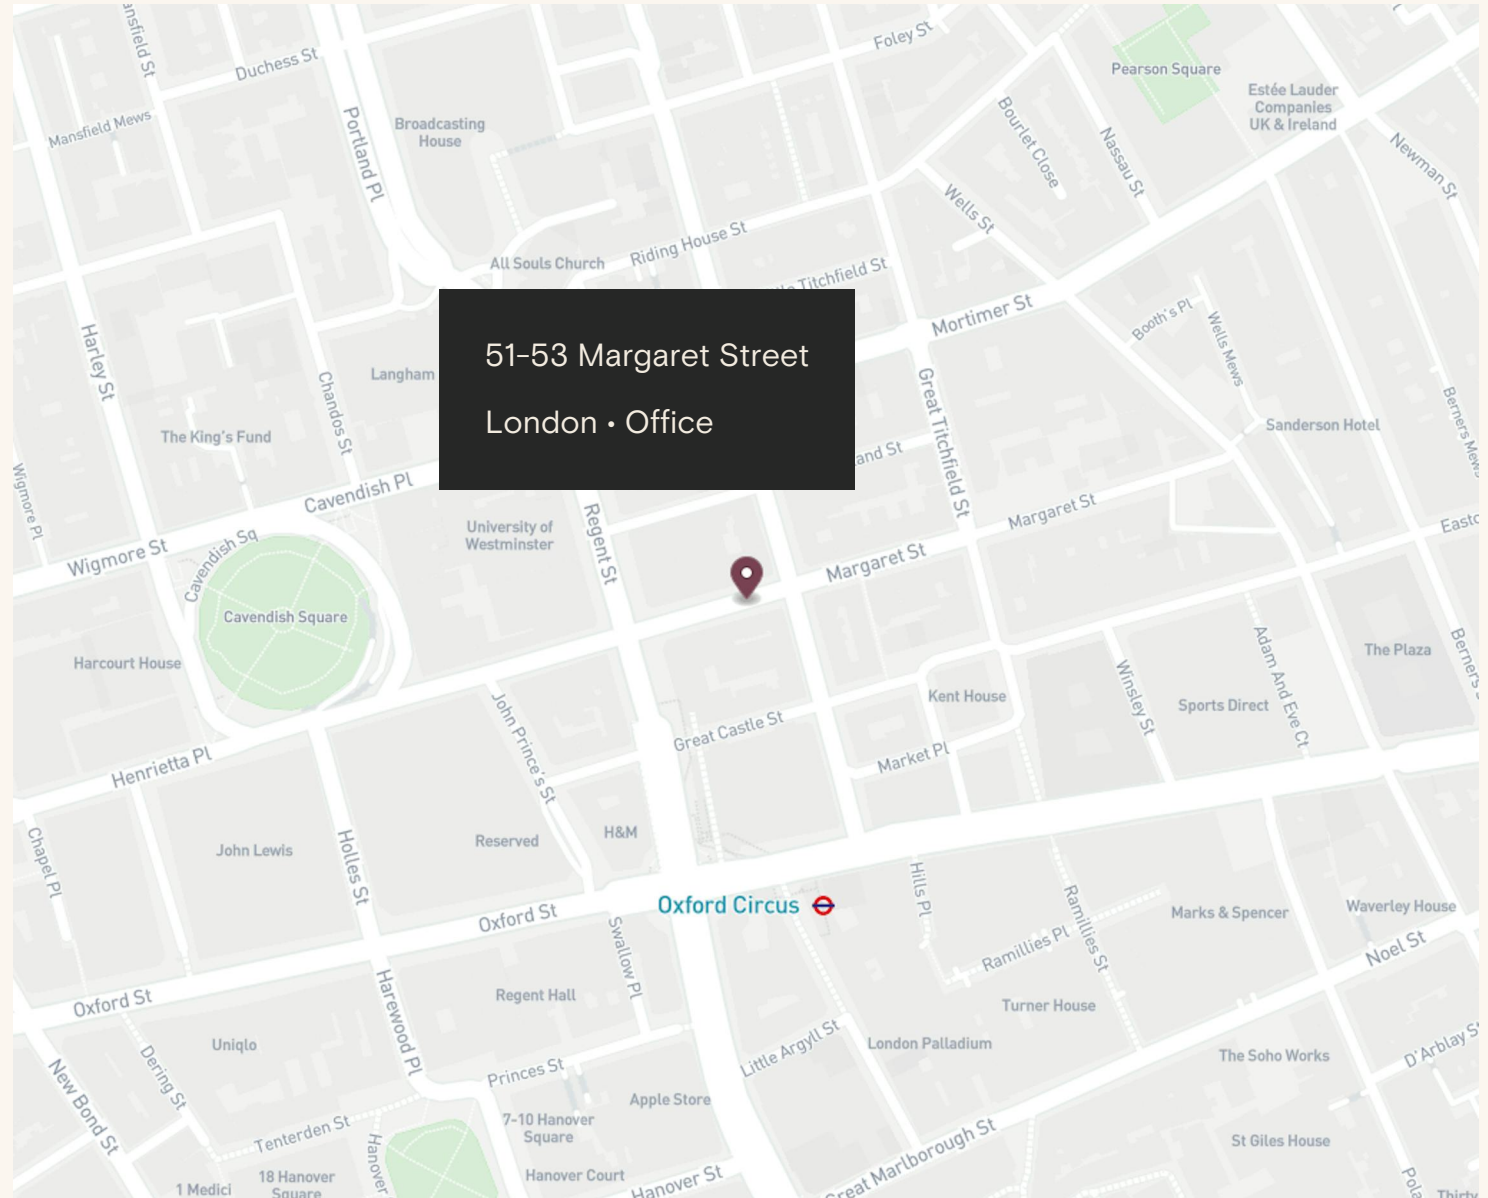 Mansfield St
Duchess St
Foley St
Pearson Square
Estée Lauder
Companies
UK & Ireland
Mansfield Mews
Portland Pl
Broadcasting
House
Bourlet Close
Nassau St
Newman St
Wells St
Riding House St
All Souls Church
Titchfield St
Mortimer St
Booth's Pl
Wells Mews
Harley St
51-53 Margaret Street
London • Office
Langham
Chandos St
Great Titchfield St
Berners Mews
The King's Fund
Sanderson Hotel
and St
Wigmore Pl
Cavendish Pl
Regent St
University of
Westminster
Margaret St
Eastc
Wigmore St
Cavendish Sq
Margaret St
Cavendish Square
Harcourt House
Adam And Eve Ct
The Plaza
Berners S
Winsley St
Kent House
Sports Direct
John Prince's St
Great Castle St
Market Pl
Henrietta Pl
Chapel Pl
John Lewis
Holles St
Reserved
H&M
Oxford Circus
Hills Pl
Ramillies St
Marks & Spencer
Waverley House
Oxford St
Swallow Pl
Ramillies Pl
Noel St
Oxford St
Harewood Pl
Regent Hall
Turner House
Uniqlo
Dering St
Little Argyll St
London Palladium
The Soho Works
D'Arblay S
New Bond St
Princes St
Apple Store
7-10 Hanover
Square
Tenterden St
Hanover
Great Marlborough St
St Giles House
18 Hanover
Square
1 Medici
Hanover Court
Hanover St
Pol
Thirty